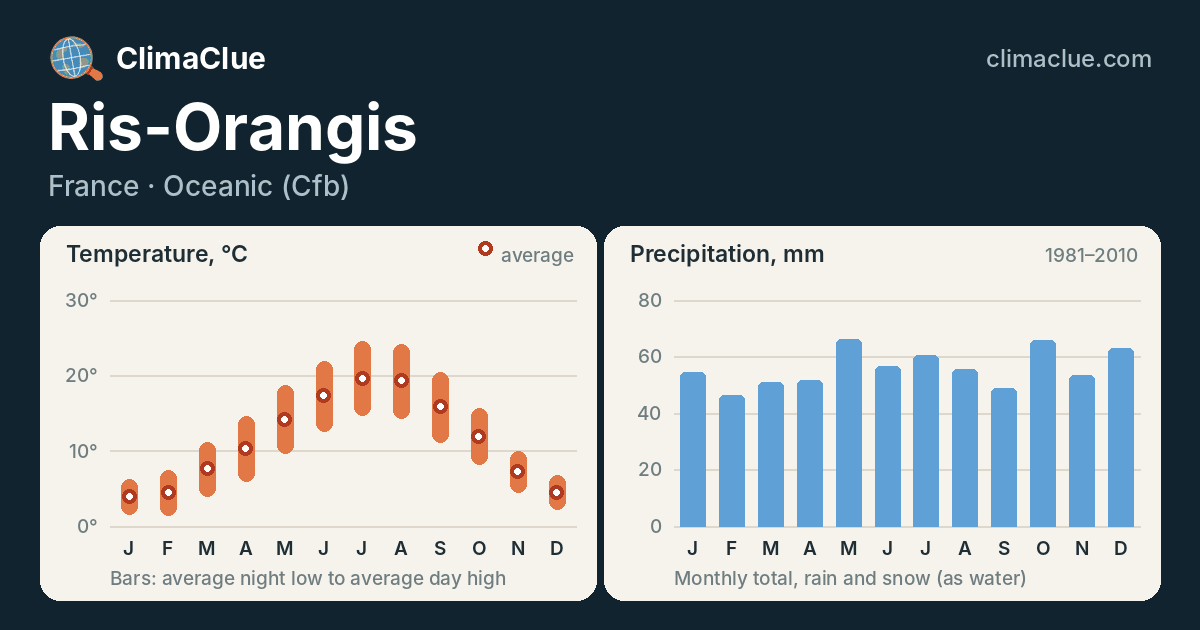 ClimaClue
climaclue.com
Ris-Orangis
France · Oceanic (Cfb)
Temperature, °C
average
30°
20°
10°
0°
J F M A M J J A S O N D
Bars: average night low to average day high
Precipitation, mm
1981–2010
80
60
40
20
0
J F M A M J J A S O N D
Monthly total, rain and snow (as water)